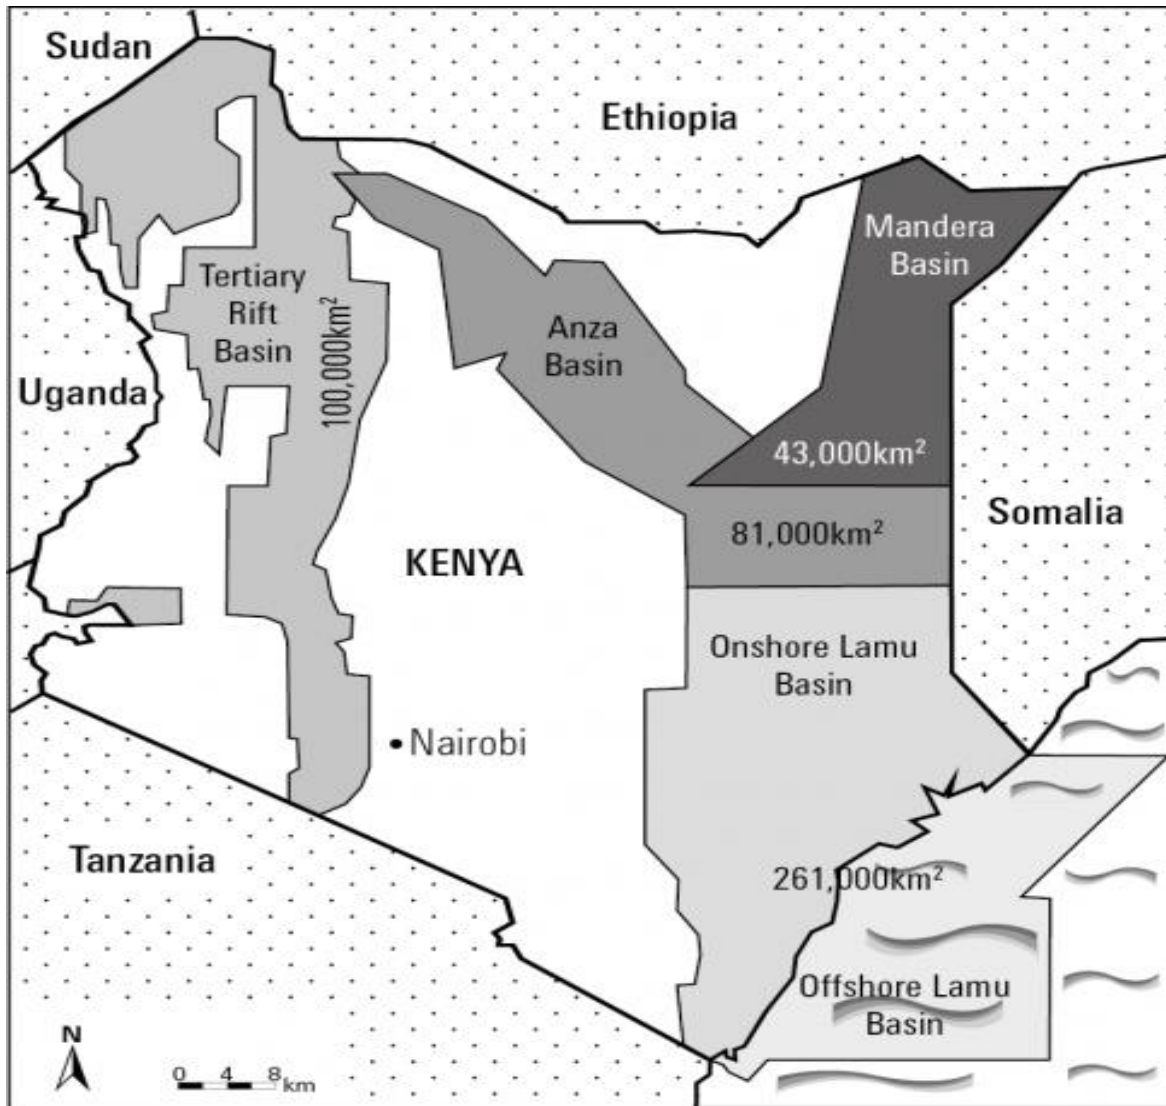 Sudan
Ethiopia
Mandera
Basin
Tertiary
Rift
Basin
100,000km²
Anza
Basin
Uganda
43,000km²
Somalia
81,000km²
KENYA
Onshore Lamu
Basin
Nairobi
Tanzania
261,000km²
Offshore Lamu
Basin
N
0 4 8
km